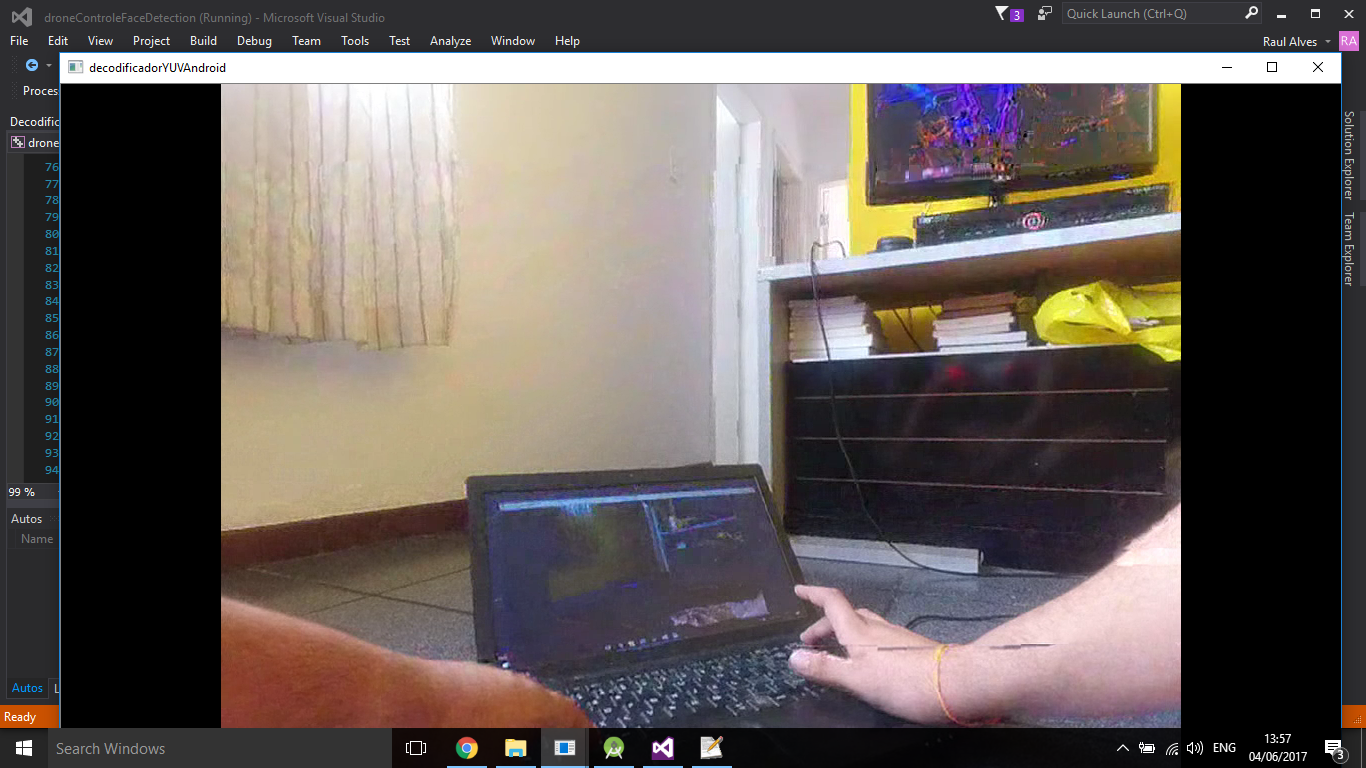 droneControleFaceDetection (Running) - Microsoft Visual Studio
3
Quick Launch (Ctrl+Q)
File Edit View Project Build Debug Team Tools Test Analyze Window Help
Raul Alves
RA
decodificadorYUVAndroid
Proces
Decodific
drone
76
77
78
79
80
81
82
83
84
85
86
87
88
89
90
91
92
93
94
99 %
Autos
Name
Autos
L
Ready
Solution Explorer
Team Explorer
Search Windows
ENG
13:57
04/06/2017
3